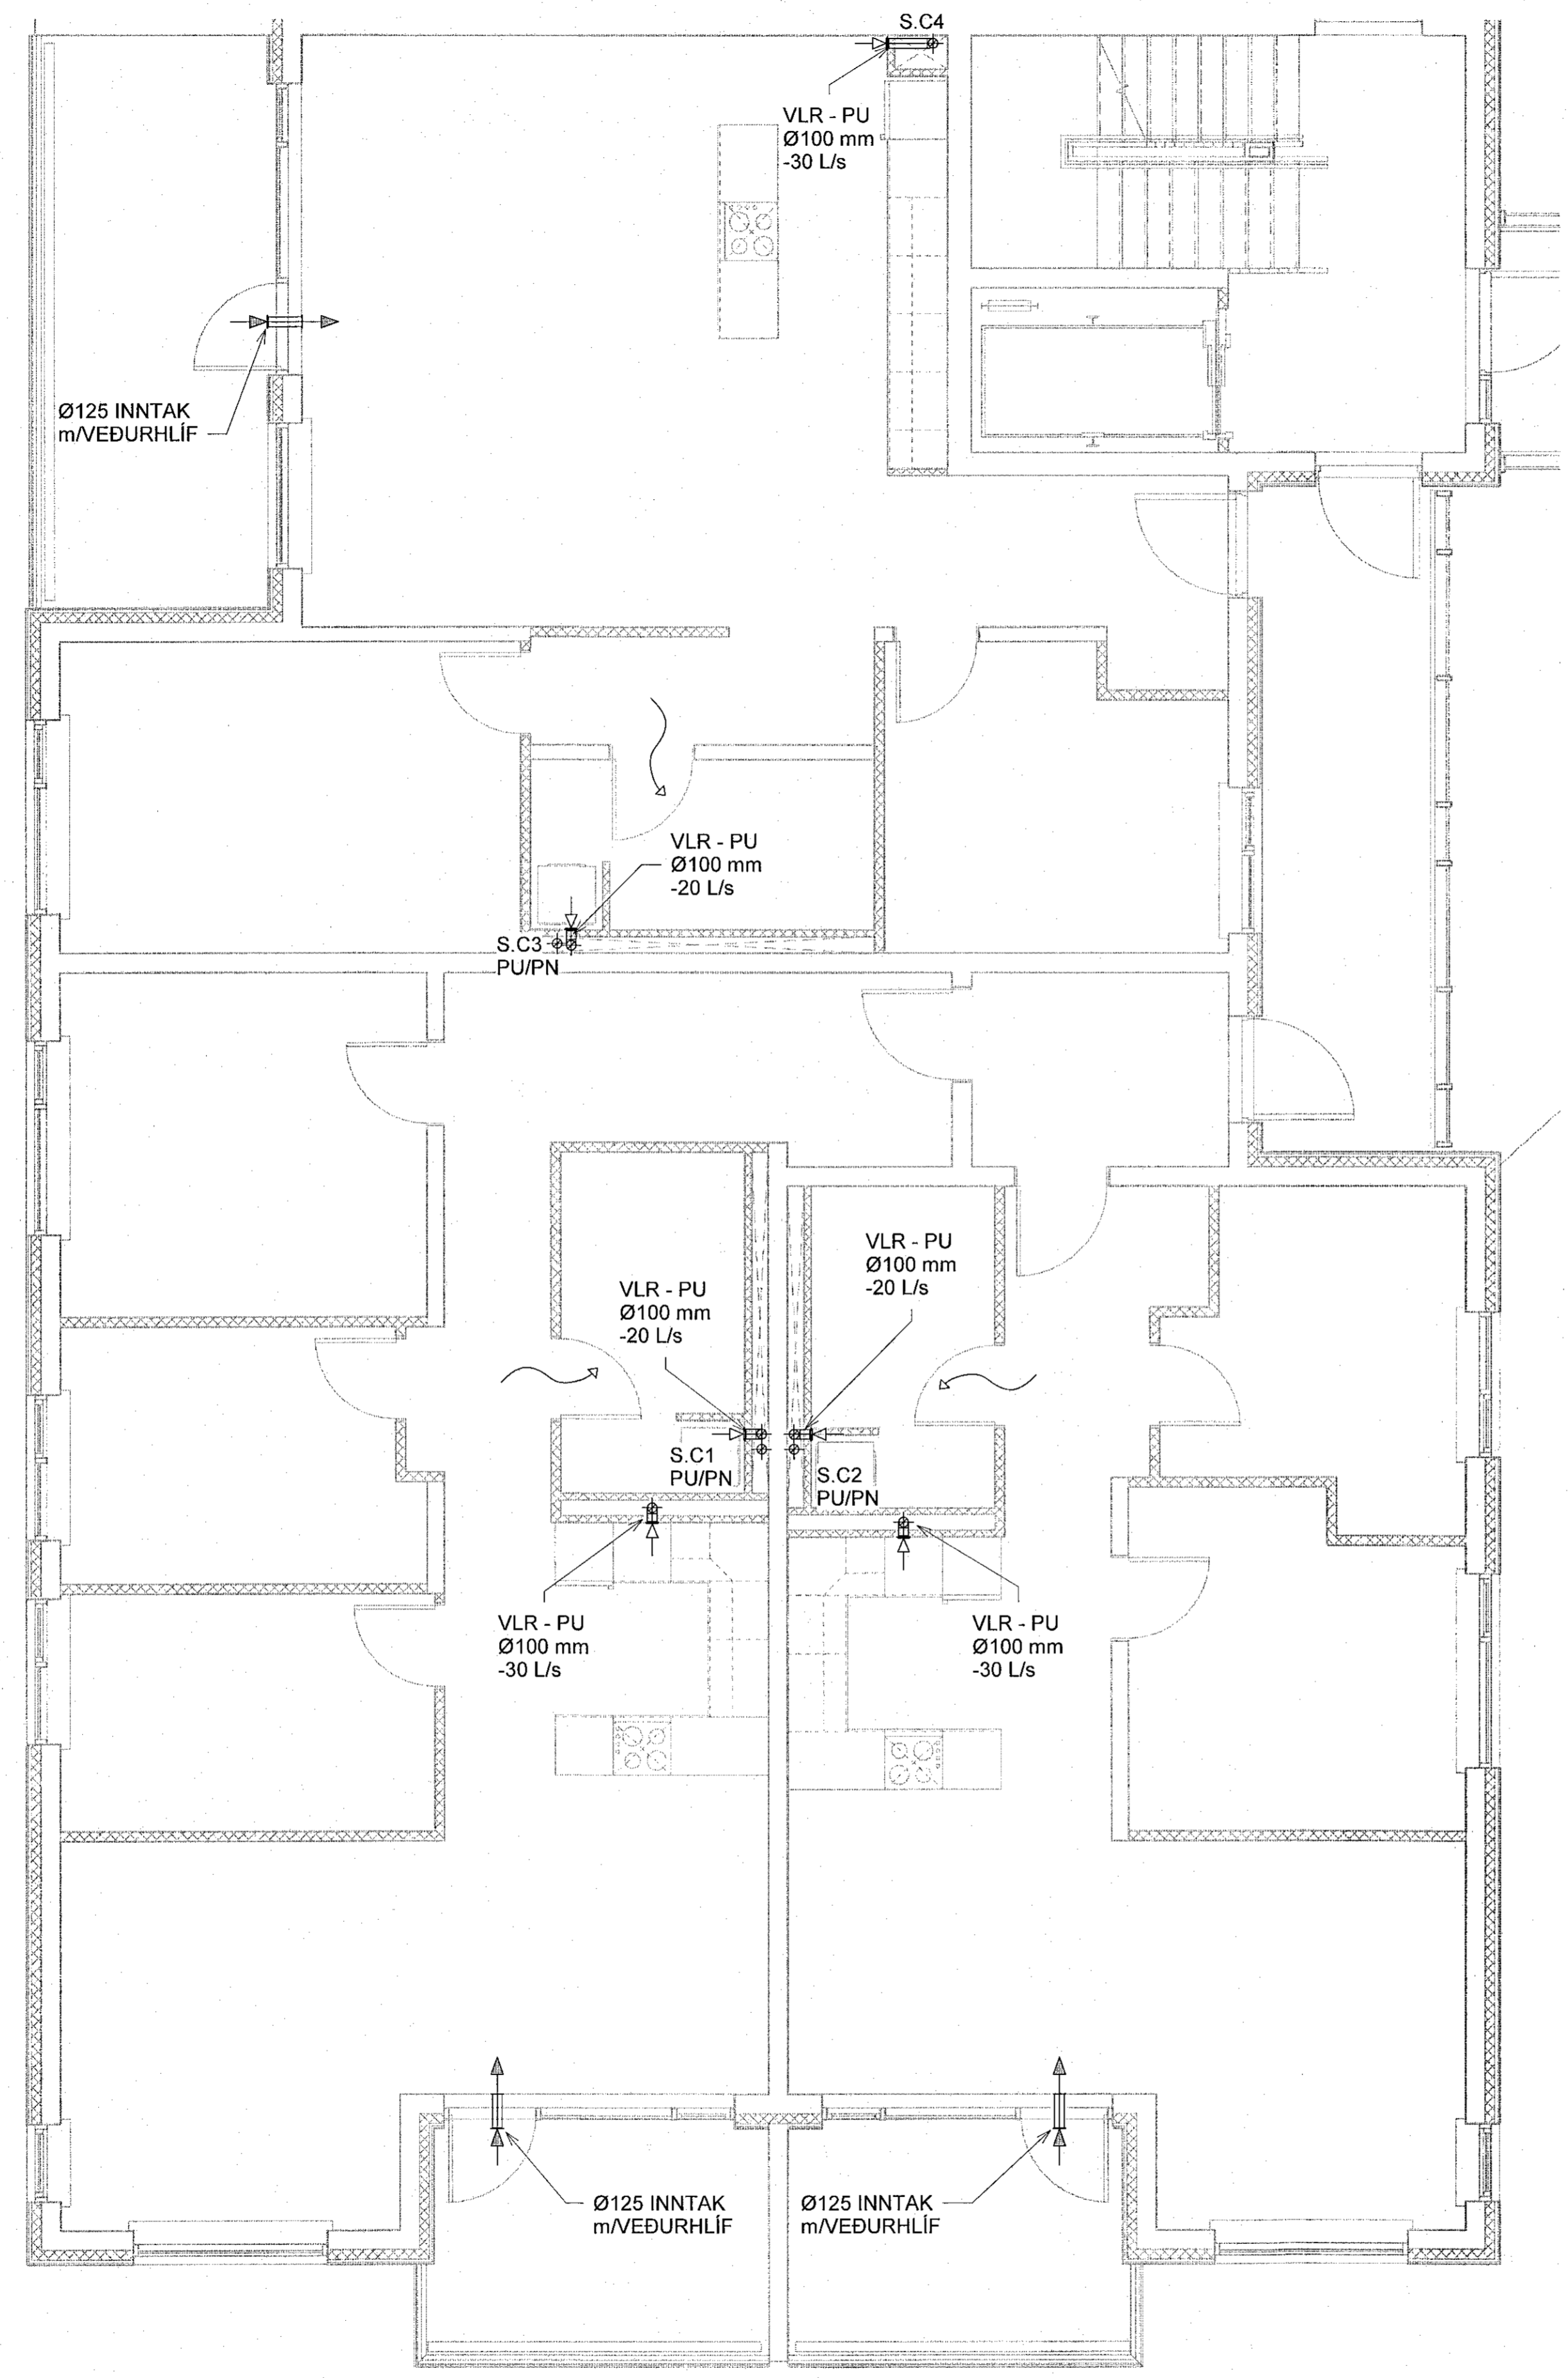 S.C4
VLR - PU
Ø100 mm
-30 L/s
Ø125 INNTAK
m/VEÐURHLÍF
VLR - PU
Ø100 mm
-20 L/s
S.C3
PU/PN
VLR - PU
Ø100 mm
-20 L/s
VLR - PU
Ø100 mm
-20 L/s
S.C1
PU/PN
S.C2
PU/PN
VLR - PU
Ø100 mm
-30 L/s
VLR - PU
Ø100 mm
-30 L/s
Ø125 INNTAK
m/VEÐURHLÍF
Ø125 INNTAK
m/VEÐURHLÍF